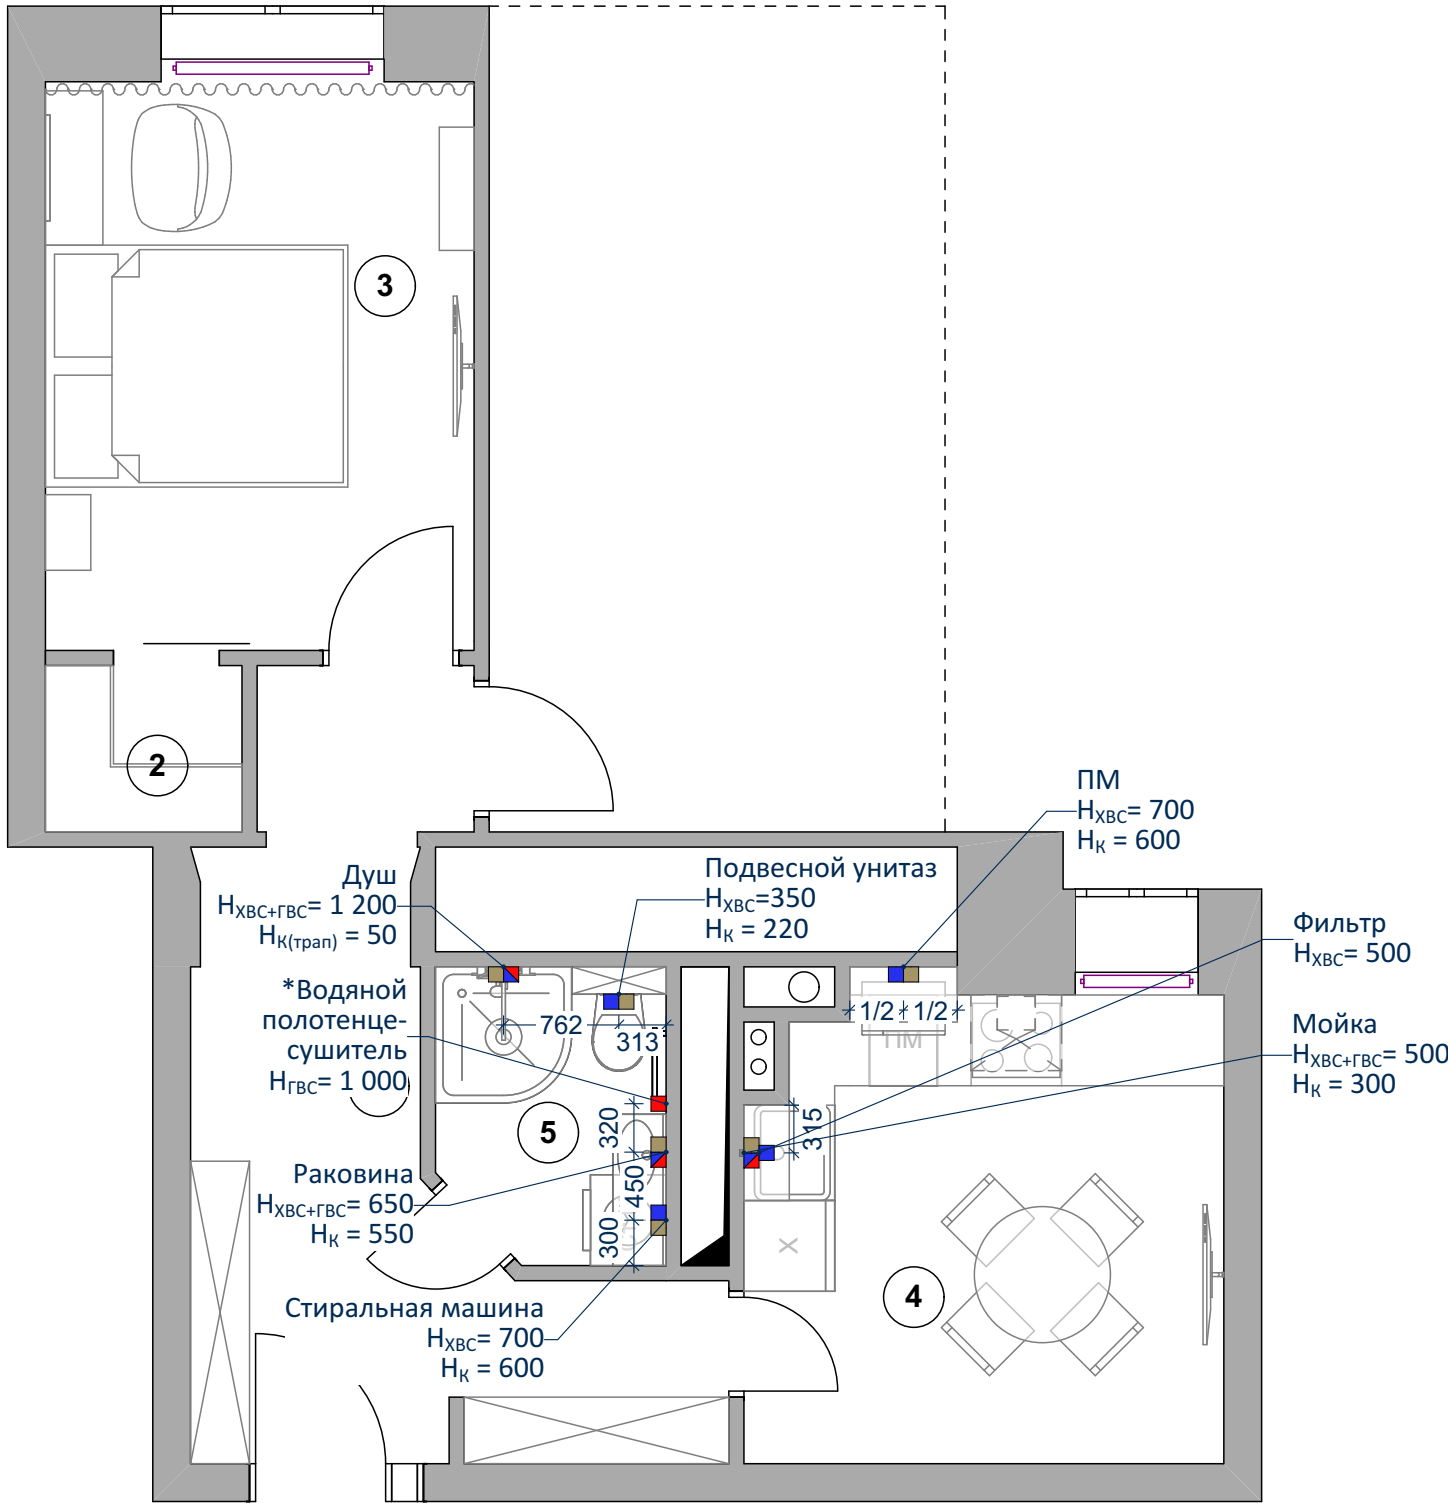 3
2
ПМ
НХВС= 700
НК = 600
Душ
НХВС+ГВС= 1 200
НК(трап) = 50
Подвесной унитаз
НХВС=350
НК = 220
Фильтр
НХВС= 500
*Водяной
полотенце-
сушитель
НГВС= 1 000
762
313
1/2 1/2
ПМ
Мойка
НХВС+ГВС= 500
НК = 300
5
320
315
450
300
Раковина
НХВС+ГВС= 650
НК = 550
Х
4
Стиральная машина
НХВС= 700
НК = 600